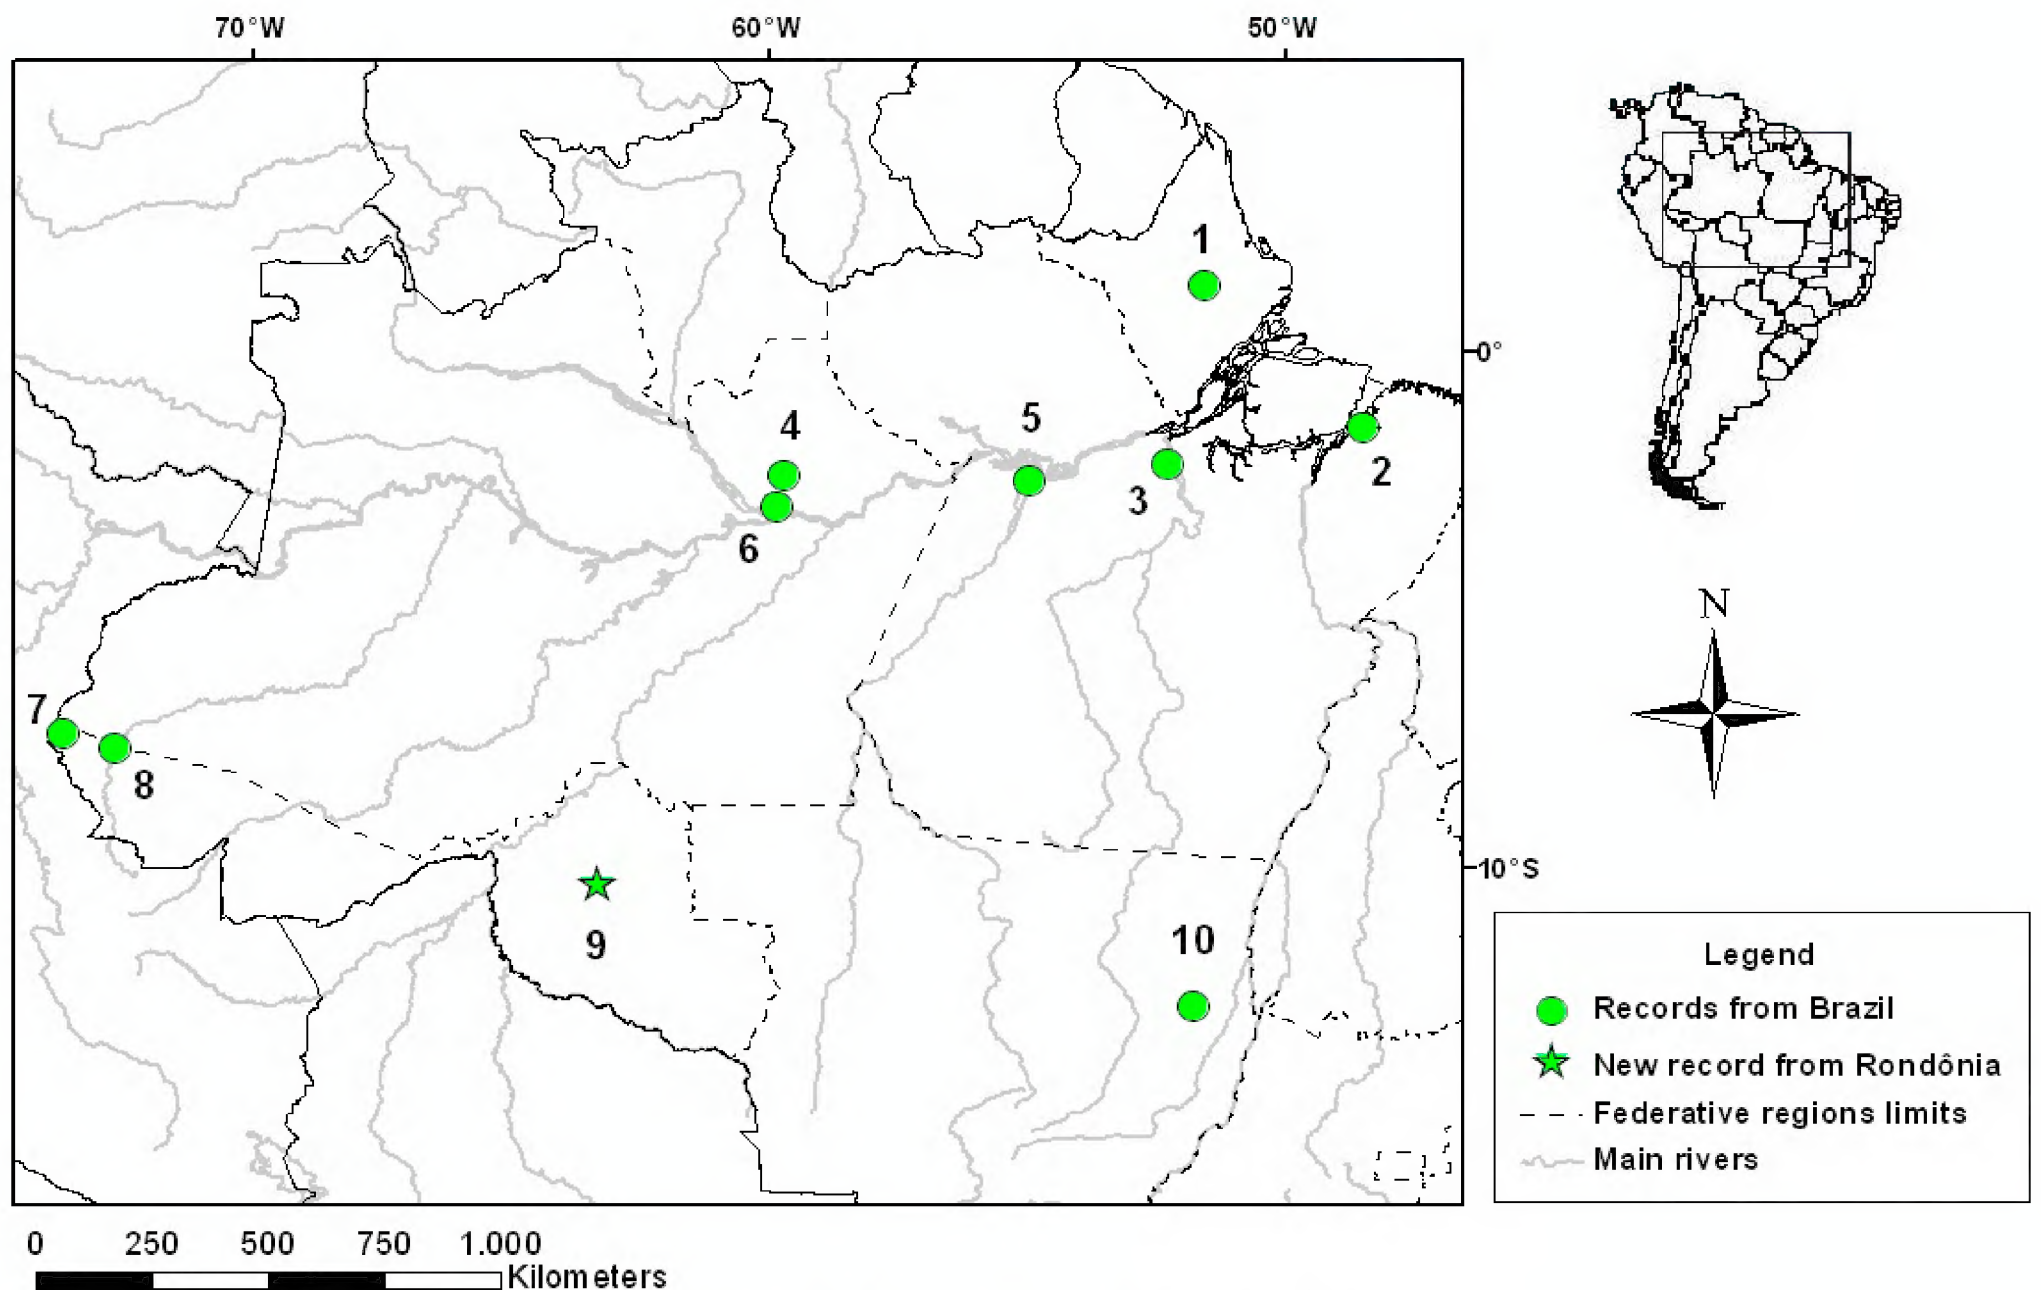 70°W
60°W
50°W
1
0°
4
5
2
3
6
N
7
8
10°S
9
10
Legend
Records from Brazil
New record from Rondônia
Federative regions limits
Main rivers
0 250 500 750 1.000
Kilometers